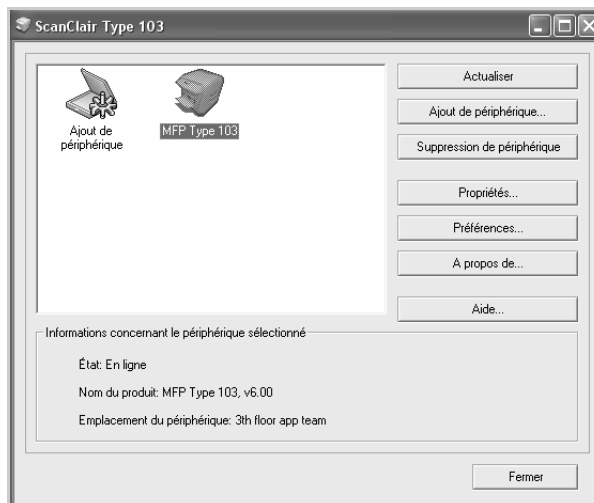 ScanClair Type 103
Ajout de
périphérique
MFP Type 103
Actualiser
Ajout de périphérique...
Suppression de périphérique
Propriétés...
Préférences...
A propos de...
Aide...
Informations concernant le périphérique sélectionné
État: En ligne
Nom du produit: MFP Type 103, v6.00
Emplacement du périphérique: 3th floor app team
Fermer